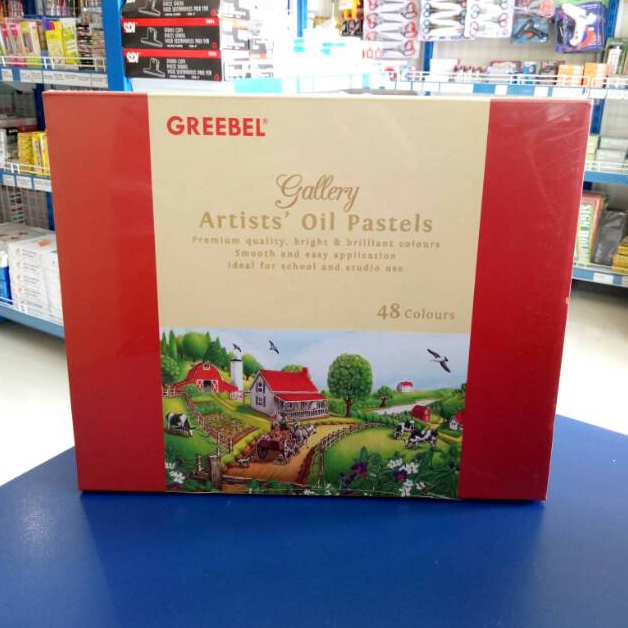 GREEBEL®
Gallery
Artists' Oil Pastels
Premium quality, bright & brilliant colours
Smooth and easy application
Ideal for school and studio use
48 Colours